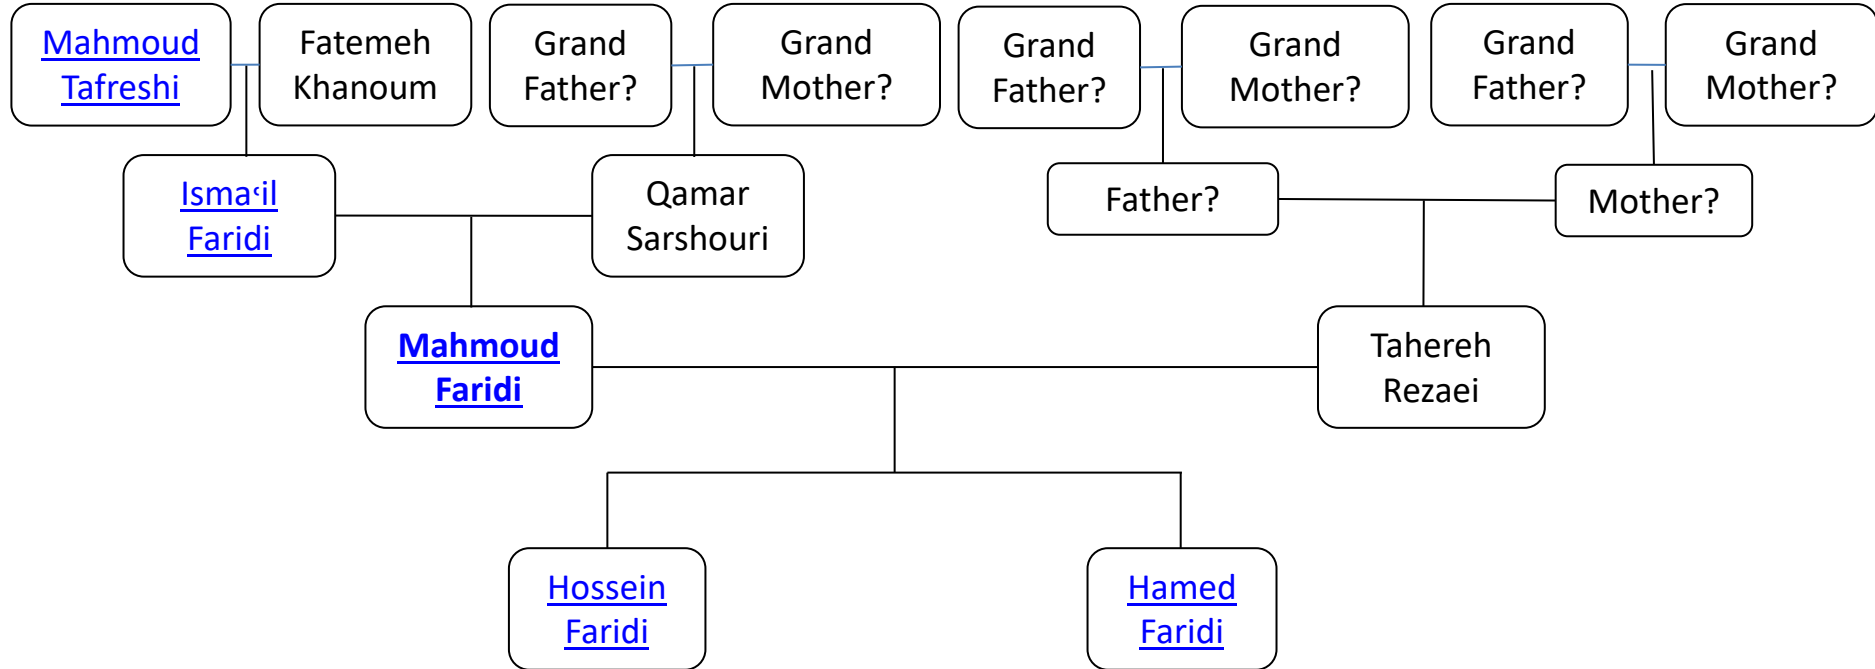 Mahmoud
Tafreshi
Fatemeh
Khanoum
Grand
Father?
Grand
Mother?
Grand
Father?
Grand
Mother?
Grand
Father?
Grand
Mother?
Ismaʿil
Faridi
Qamar
Sarshouri
Father?
Mother?
Mahmoud
Faridi
Tahereh
Rezaei
Hossein
Faridi
Hamed
Faridi